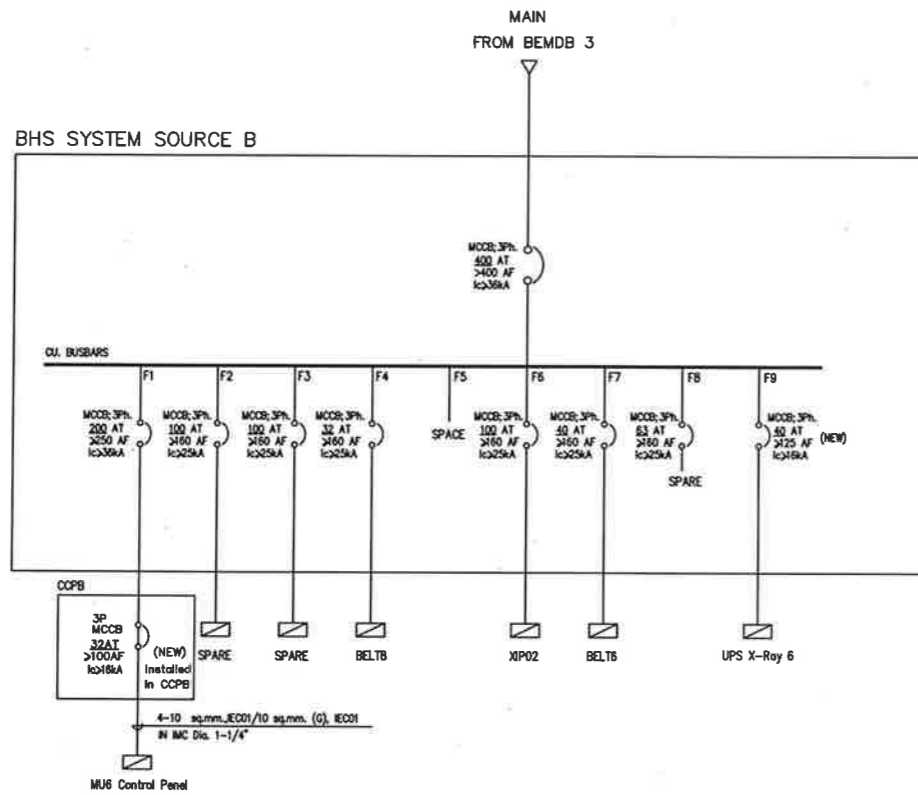 MAIN
FROM BEMDB 3
BHS SYSTEM SOURCE B
MCCB;3Ph.
400 AT
>400 AF
Ic>36kA
CU. BUSBARS
F1
F2
F3
F4
F5
F6
F7
F8
F9
MCCB;3Ph.
200 AT
>250 AF
Ic>36kA
MCCB;3Ph.
100 AT
>160 AF
Ic>25kA
MCCB;3Ph.
100 AT
>160 AF
Ic>25kA
MCCB;3Ph.
32 AT
>160 AF
Ic>25kA
SPACE
MCCB;3Ph.
100 AT
>160 AF
Ic>25kA
MCCB;3Ph.
40 AT
>160 AF
Ic>25kA
MCCB;3Ph.
63 AT
>160 AF
Ic>25kA
SPARE
MCCB;3Ph.
40 AT
>125 AF
Ic>16kA
(NEW)
CCPB
3P
MCCB
32AT
>100AF
Ic>16kA
(NEW)
Installed
in CCPB
SPARE
SPARE
BELT8
XIP02
BELT6
UPS X-Ray 6
4-10 sq.mm.,IEC01/10 sq.mm. (G), IEC01
IN IMC Dia. 1-1/4"
MU6 Control Panel